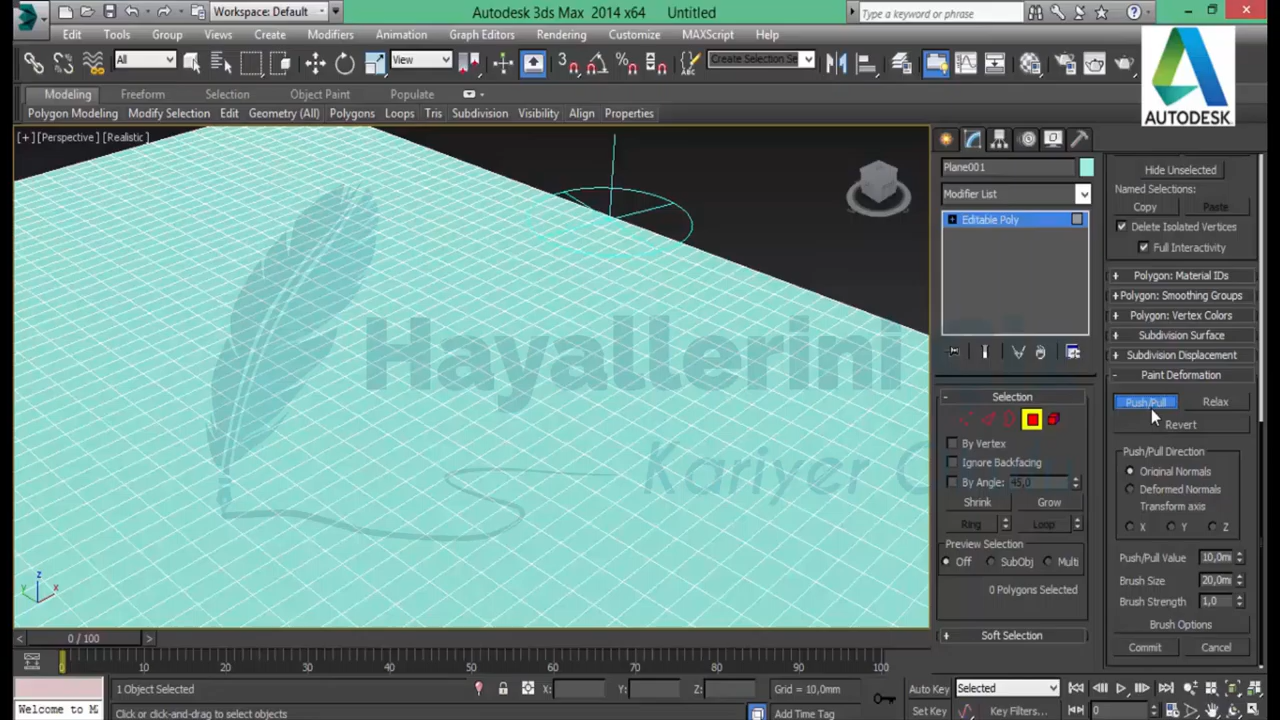 Workspace: Default
Autodesk 3ds Max 2014 x64 Untitled
Type a keyword or phrase
Edit Tools Group Views Create Modifiers Animation Graph Editors Rendering Customize MAXScript Help
All
View
Create Selection Se
AUTODESK
Modeling Freeform Selection Object Paint Populate
Polygon Modeling Modify Selection Edit Geometry (All) Polygons Loops Tris Subdivision Visibility Align Properties
[+] [Perspective] [Realistic]
Hayallerini
Kariyer
z
y
x
Plane001
Modifier List
Editable Poly
Selection
By Vertex
Ignore Backfacing
By Angle: 45,0
Shrink Grow
Ring Loop
Preview Selection
Off SubObj Multi
0 Polygons Selected
Soft Selection
Hide Unselected
Named Selections:
Copy Paste
Delete Isolated Vertices
Full Interactivity
Polygon: Material IDs
Polygon: Smoothing Groups
Polygon: Vertex Colors
Subdivision Surface
Subdivision Displacement
Paint Deformation
Push/Pull Relax
Revert
Push/Pull Direction
Original Normals
Deformed Normals
Transform axis
X Y Z
Push/Pull Value 10,0m
Brush Size 20,0m
Brush Strength 1,0
Brush Options
Commit Cancel
0 / 100
0 10 20 30 40 50 60 70 80 90 100
1 Object Selected
X: Y: Z:
Grid = 10,0mm
Auto Key Selected
Welcome to M
Click or click-and-drag to select objects
Add Time Tag
Set Key Key Filters...
0